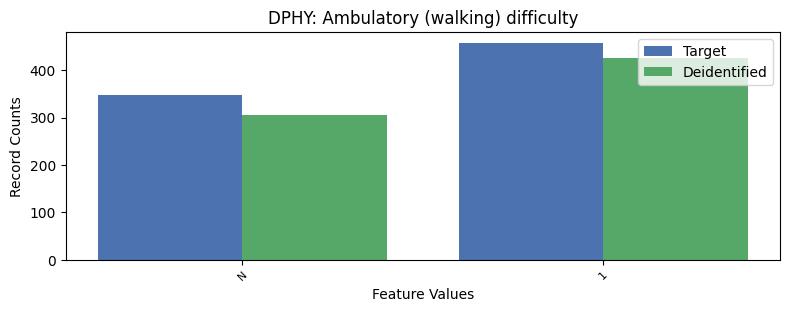 DPHY: Ambulatory (walking) difficulty
Target
Deidentified
Record Counts
400
300
200
100
0
N
1
Feature Values